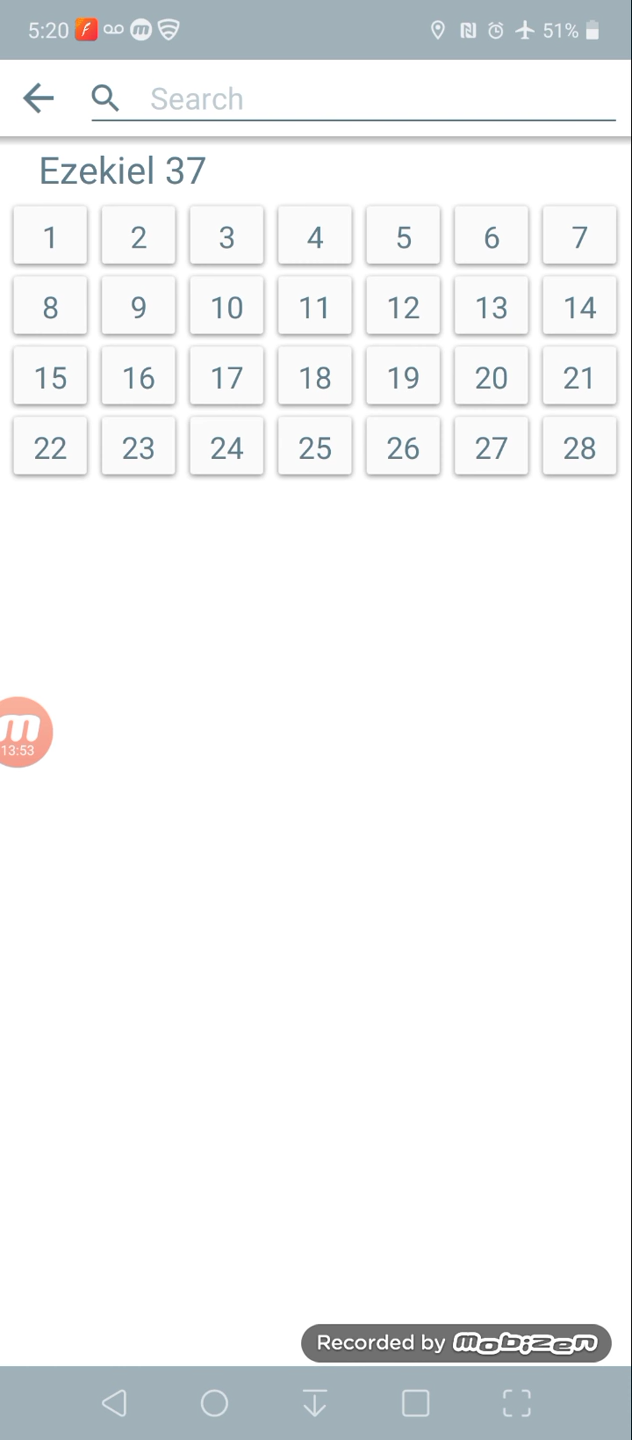 5:20 51%
Search
Ezekiel 37
1 2 3 4 5 6 7
8 9 10 11 12 13 14
15 16 17 18 19 20 21
22 23 24 25 26 27 28
m
13:53
Recorded by mobizen